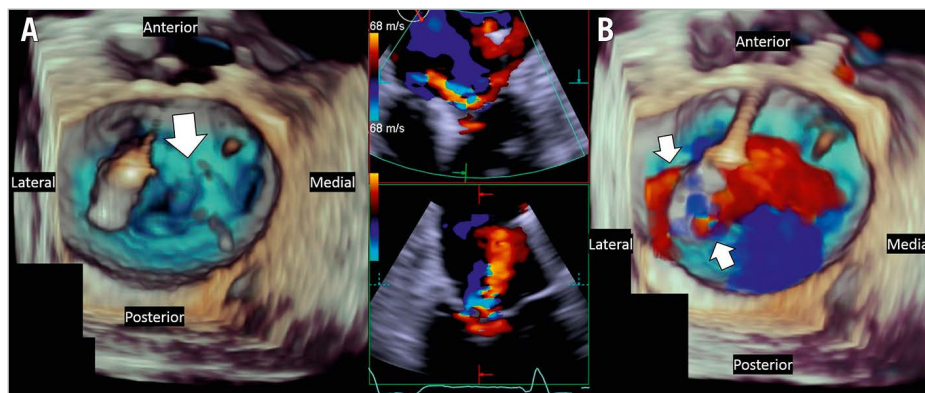 A
Anterior
Lateral
Medial
Posterior
68 m/s
68 m/s
B
Anterior
Lateral
Media
Posterior